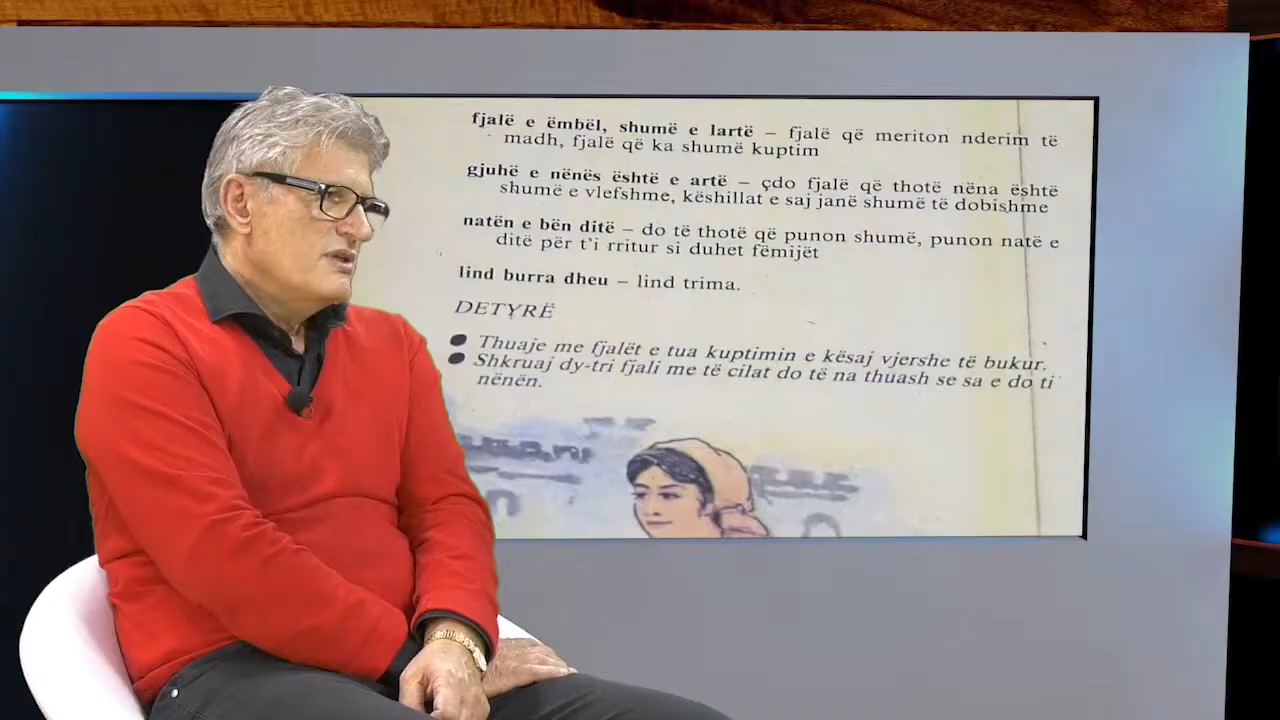 fjalë e ëmbël, shumë e lartë – fjalë që meriton nderim të
madh, fjalë që ka shumë kuptim
gjuhë e nënës është e artë – çdo fjalë që thotë nëna është
shumë e vlefshme, këshillat e saj janë shumë të dobishme
natën e bën ditë – do të thotë që punon shumë, punon natë e
ditë për t'i rritur si duhet fëmijët
lind burra dheu – lind trima.
DETYRË
● Thuaje me fjalët e tua kuptimin e kësaj vjershe të bukur.
● Shkruaj dy-tri fjali me të cilat do të na thuash se sa e do ti
nënën.